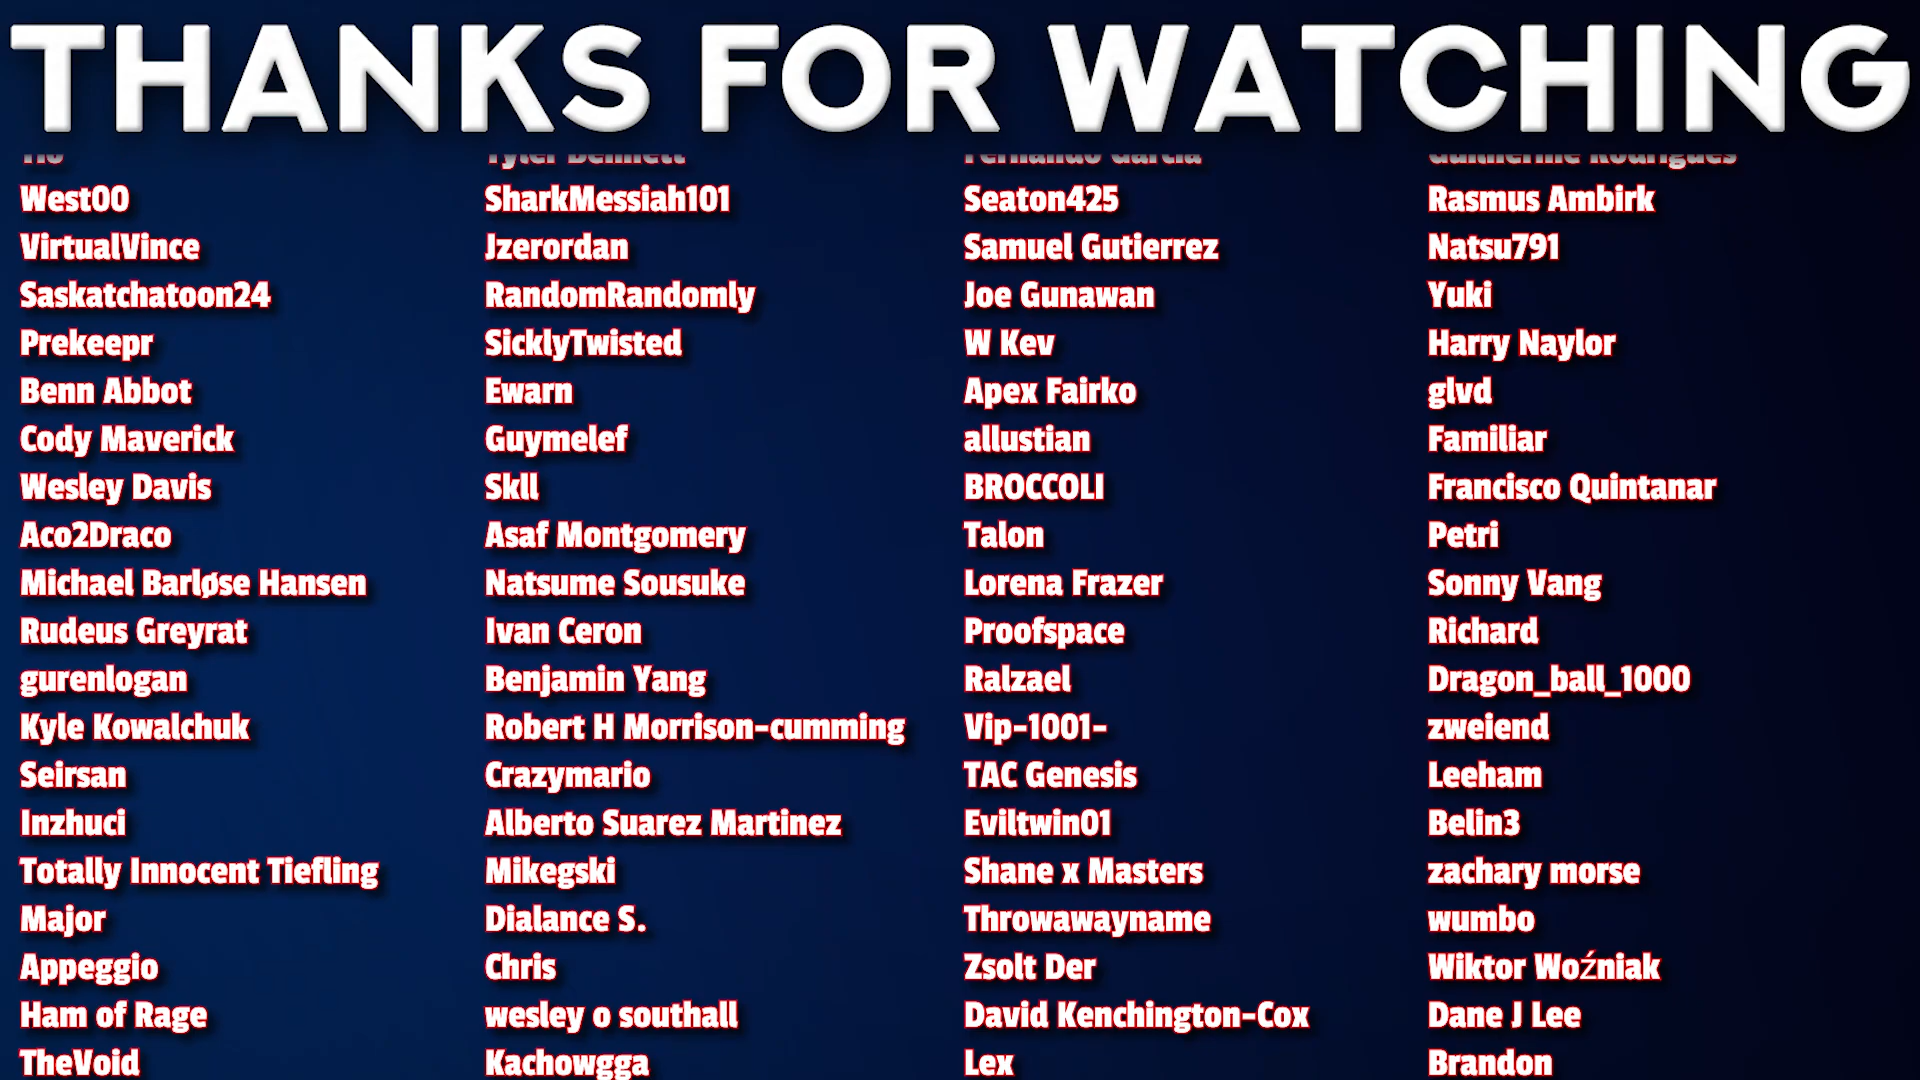 THANKS FOR WATCHING
Tyler Bennett
Fernando Garcia
Guilherme Rodrigues
West00
SharkMessiah101
Seaton425
Rasmus Ambirk
VirtualVince
Jzerordan
Samuel Gutierrez
Natsu791
Saskatchatoon24
RandomRandomly
Joe Gunawan
Yuki
Prekeepr
SicklyTwisted
W Kev
Harry Naylor
Benn Abbot
Ewarn
Apex Fairko
glvd
Cody Maverick
Guymelef
allustian
Familiar
Wesley Davis
Skll
BROCCOLI
Francisco Quintanar
Aco2Draco
Asaf Montgomery
Talon
Petri
Michael Barløse Hansen
Natsume Sousuke
Lorena Frazer
Sonny Vang
Rudeus Greyrat
Ivan Ceron
Proofspace
Richard
gurenlogan
Benjamin Yang
Ralzael
Dragon_ball_1000
Kyle Kowalchuk
Robert H Morrison-cumming
Vip-1001-
zweiend
Seirsan
Crazymario
TAC Genesis
Leeham
Inzhuci
Alberto Suarez Martinez
Eviltwin01
Belin3
Totally Innocent Tiefling
Mikegski
Shane x Masters
zachary morse
Major
Dialance S.
Throwawayname
wumbo
Appeggio
Chris
Zsolt Der
Wiktor Woźniak
Ham of Rage
wesley o southall
David Kenchington-Cox
Dane J Lee
TheVoid
Kachowgga
Lex
Brandon